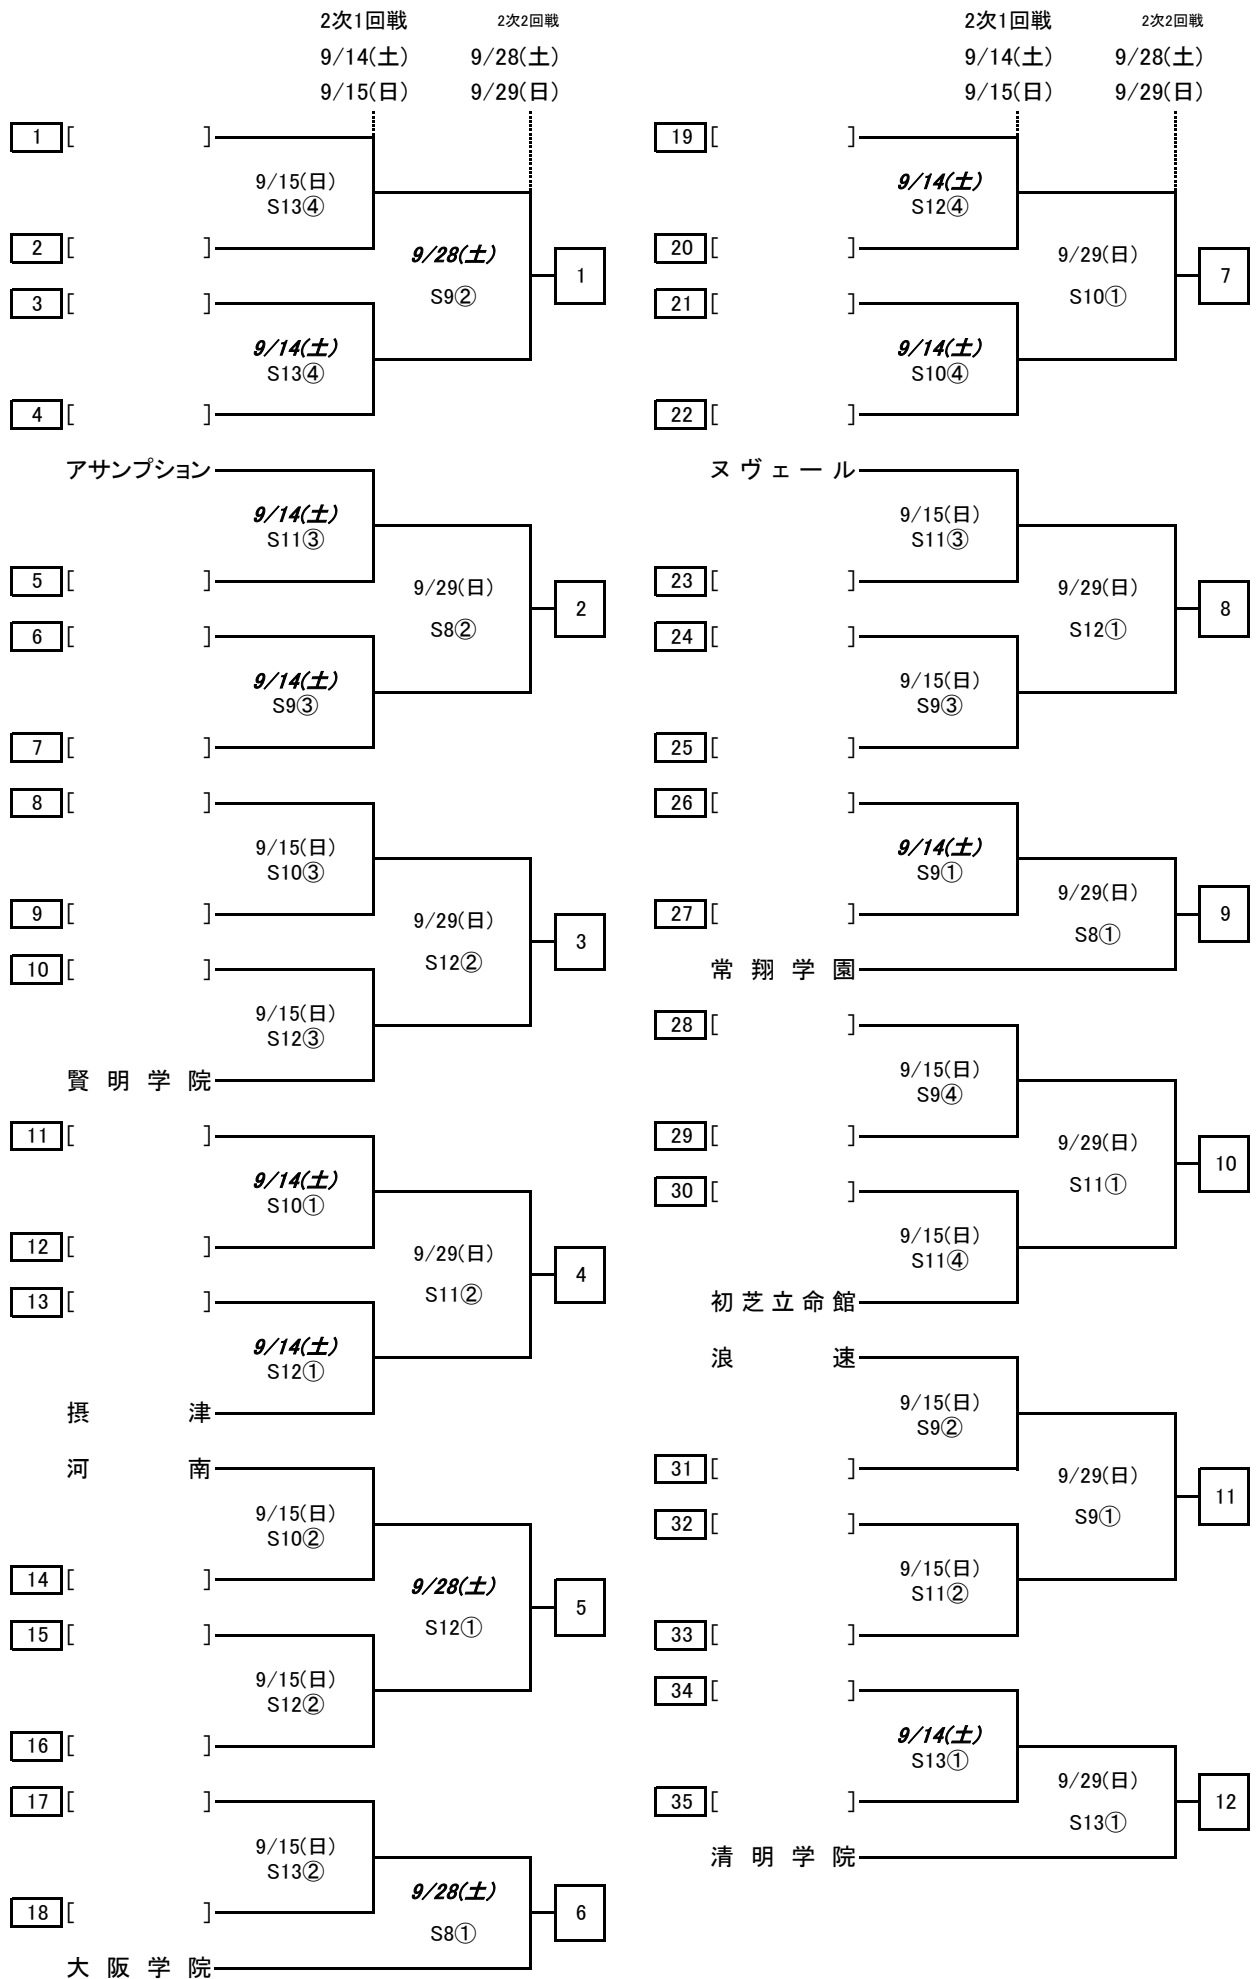 2次1回戦 2次2回戦
9/14(土) 9/28(土)
9/15(日) 9/29(日)
1 [ ]
9/15(日)
S13④
2 [ ]
9/28(土)
S9②
1
3 [ ]
9/14(土)
S13④
4 [ ]
アサンプション
9/14(土)
S11③
5 [ ]
9/29(日)
S8②
2
6 [ ]
9/14(土)
S9③
7 [ ]
8 [ ]
9/15(日)
S10③
9 [ ]
9/29(日)
S12②
3
10 [ ]
9/15(日)
S12③
賢明学院
11 [ ]
9/14(土)
S10①
12 [ ]
9/29(日)
S11②
4
13 [ ]
9/14(土)
S12①
摂津
河南
9/15(日)
S10②
14 [ ]
9/28(土)
S12①
5
15 [ ]
9/15(日)
S12②
16 [ ]
17 [ ]
9/15(日)
S13②
18 [ ]
9/28(土)
S8①
6
大阪学院
2次1回戦 2次2回戦
9/14(土) 9/28(土)
9/15(日) 9/29(日)
19 [ ]
9/14(土)
S12④
20 [ ]
9/29(日)
S10①
7
21 [ ]
9/14(土)
S10④
22 [ ]
ヌヴェール
9/15(日)
S11③
23 [ ]
9/29(日)
S12①
8
24 [ ]
9/15(日)
S9③
25 [ ]
26 [ ]
9/14(土)
S9①
27 [ ]
9/29(日)
S8①
9
常翔学園
28 [ ]
9/15(日)
S9④
29 [ ]
9/29(日)
S11①
10
30 [ ]
9/15(日)
S11④
初芝立命館
浪速
9/15(日)
S9②
31 [ ]
9/29(日)
S9①
11
32 [ ]
9/15(日)
S11②
33 [ ]
34 [ ]
9/14(土)
S13①
35 [ ]
9/29(日)
S13①
12
清明学院